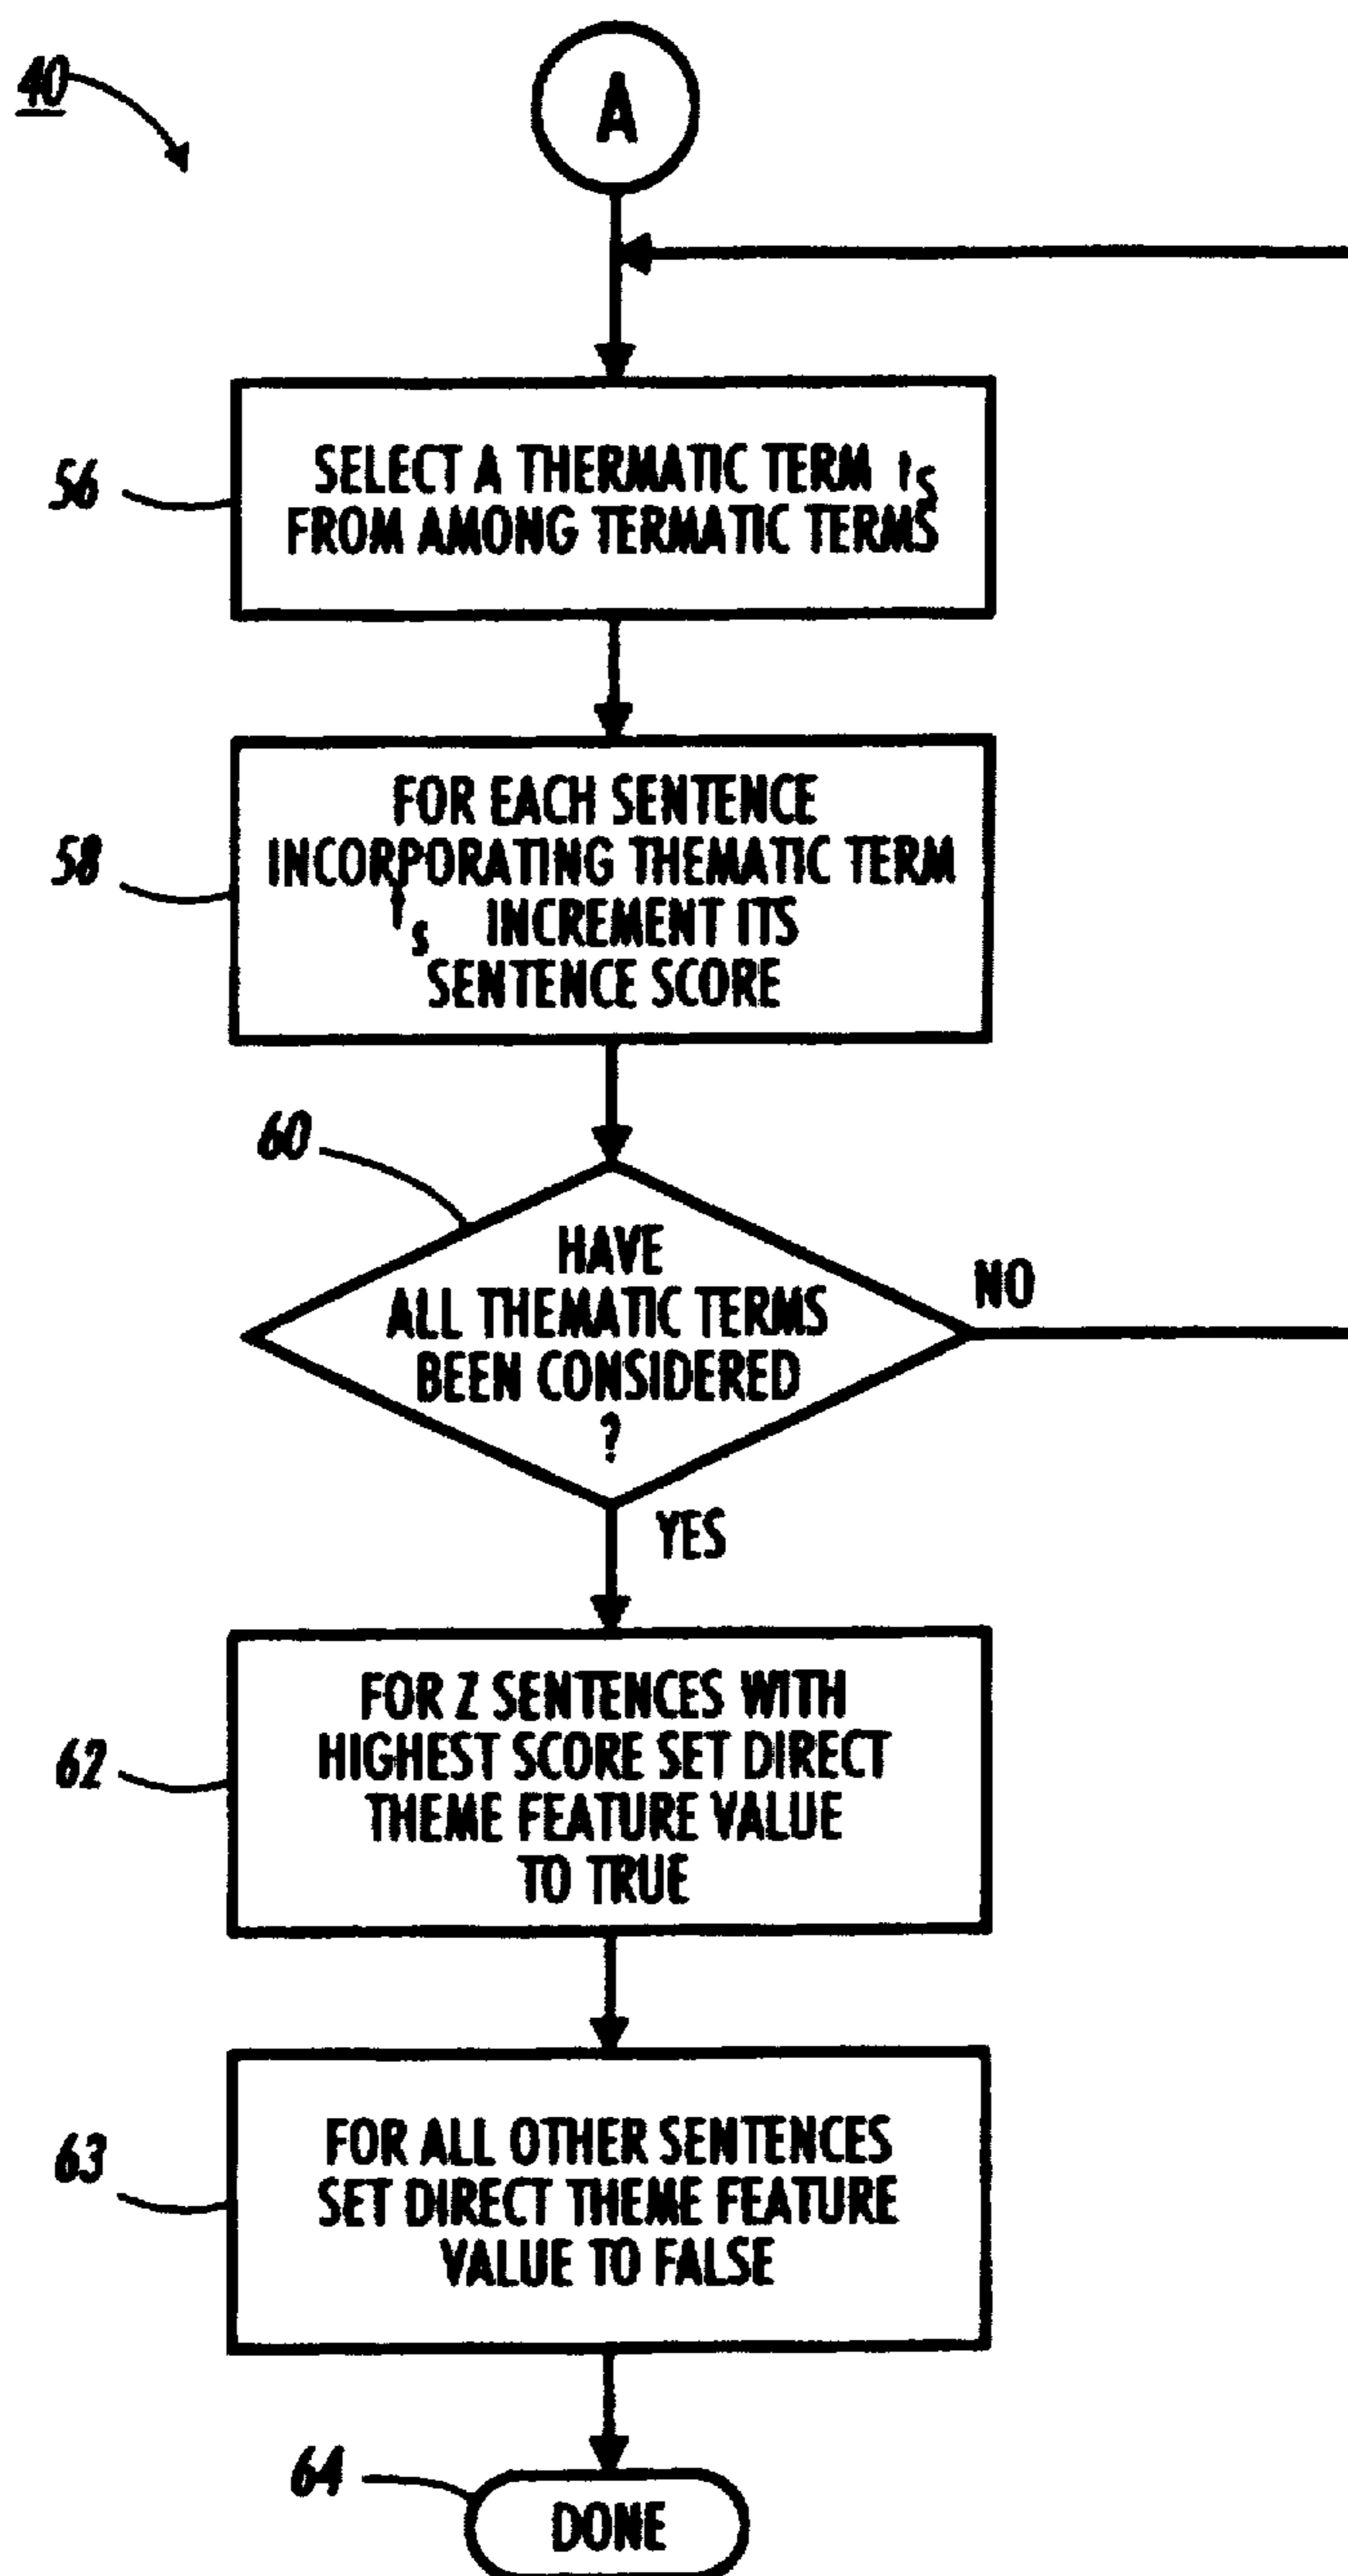 40
A
56
SELECT A THERMATIC TERM tS
FROM AMONG TERMATIC TERMS
58
FOR EACH SENTENCE
INCORPORATING THEMATIC TERM
ts INCREMENT ITS
SENTENCE SCORE
60
HAVE
ALL THEMATIC TERMS
BEEN CONSIDERED
?
NO
YES
62
FOR Z SENTENCES WITH
HIGHEST SCORE SET DIRECT
THEME FEATURE VALUE
TO TRUE
63
FOR ALL OTHER SENTENCES
SET DIRECT THEME FEATURE
VALUE TO FALSE
64
DONE